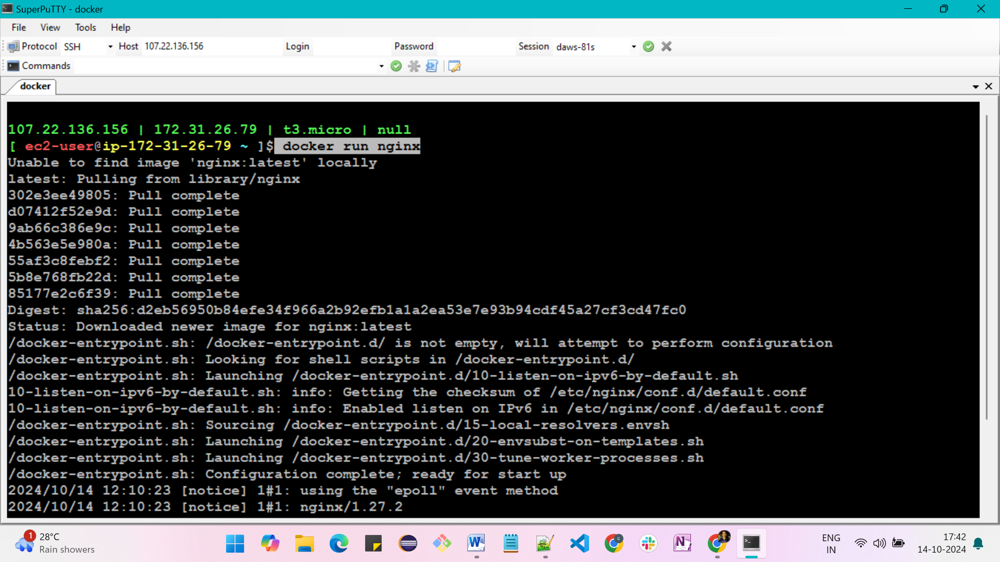 SuperPuTTY - docker
File View Tools Help
Protocol SSH Host 107.22.136.156 Login Password Session daws-81s
Commands
docker
107.22.136.156 | 172.31.26.79 | t3.micro | null
[ ec2-user@ip-172-31-26-79 ~ ]$ docker run nginx
Unable to find image 'nginx:latest' locally
latest: Pulling from library/nginx
302e3ee49805: Pull complete
d07412f52e9d: Pull complete
9ab66c386e9c: Pull complete
4b563e5e980a: Pull complete
55af3c8febf2: Pull complete
5b8e768fb22d: Pull complete
85177e2c6f39: Pull complete
Digest: sha256:d2eb56950b84efe34f966a2b92efb1a1a2ea53e7e93b94cdf45a27cf3cd47fc0
Status: Downloaded newer image for nginx:latest
/docker-entrypoint.sh: /docker-entrypoint.d/ is not empty, will attempt to perform configuration
/docker-entrypoint.sh: Looking for shell scripts in /docker-entrypoint.d/
/docker-entrypoint.sh: Launching /docker-entrypoint.d/10-listen-on-ipv6-by-default.sh
10-listen-on-ipv6-by-default.sh: info: Getting the checksum of /etc/nginx/conf.d/default.conf
10-listen-on-ipv6-by-default.sh: info: Enabled listen on IPv6 in /etc/nginx/conf.d/default.conf
/docker-entrypoint.sh: Sourcing /docker-entrypoint.d/15-local-resolvers.envsh
/docker-entrypoint.sh: Launching /docker-entrypoint.d/20-envsubst-on-templates.sh
/docker-entrypoint.sh: Launching /docker-entrypoint.d/30-tune-worker-processes.sh
/docker-entrypoint.sh: Configuration complete; ready for start up
2024/10/14 12:10:23 [notice] 1#1: using the "epoll" event method
2024/10/14 12:10:23 [notice] 1#1: nginx/1.27.2
1 28°C
Rain showers
ENG
IN
17:42
14-10-2024